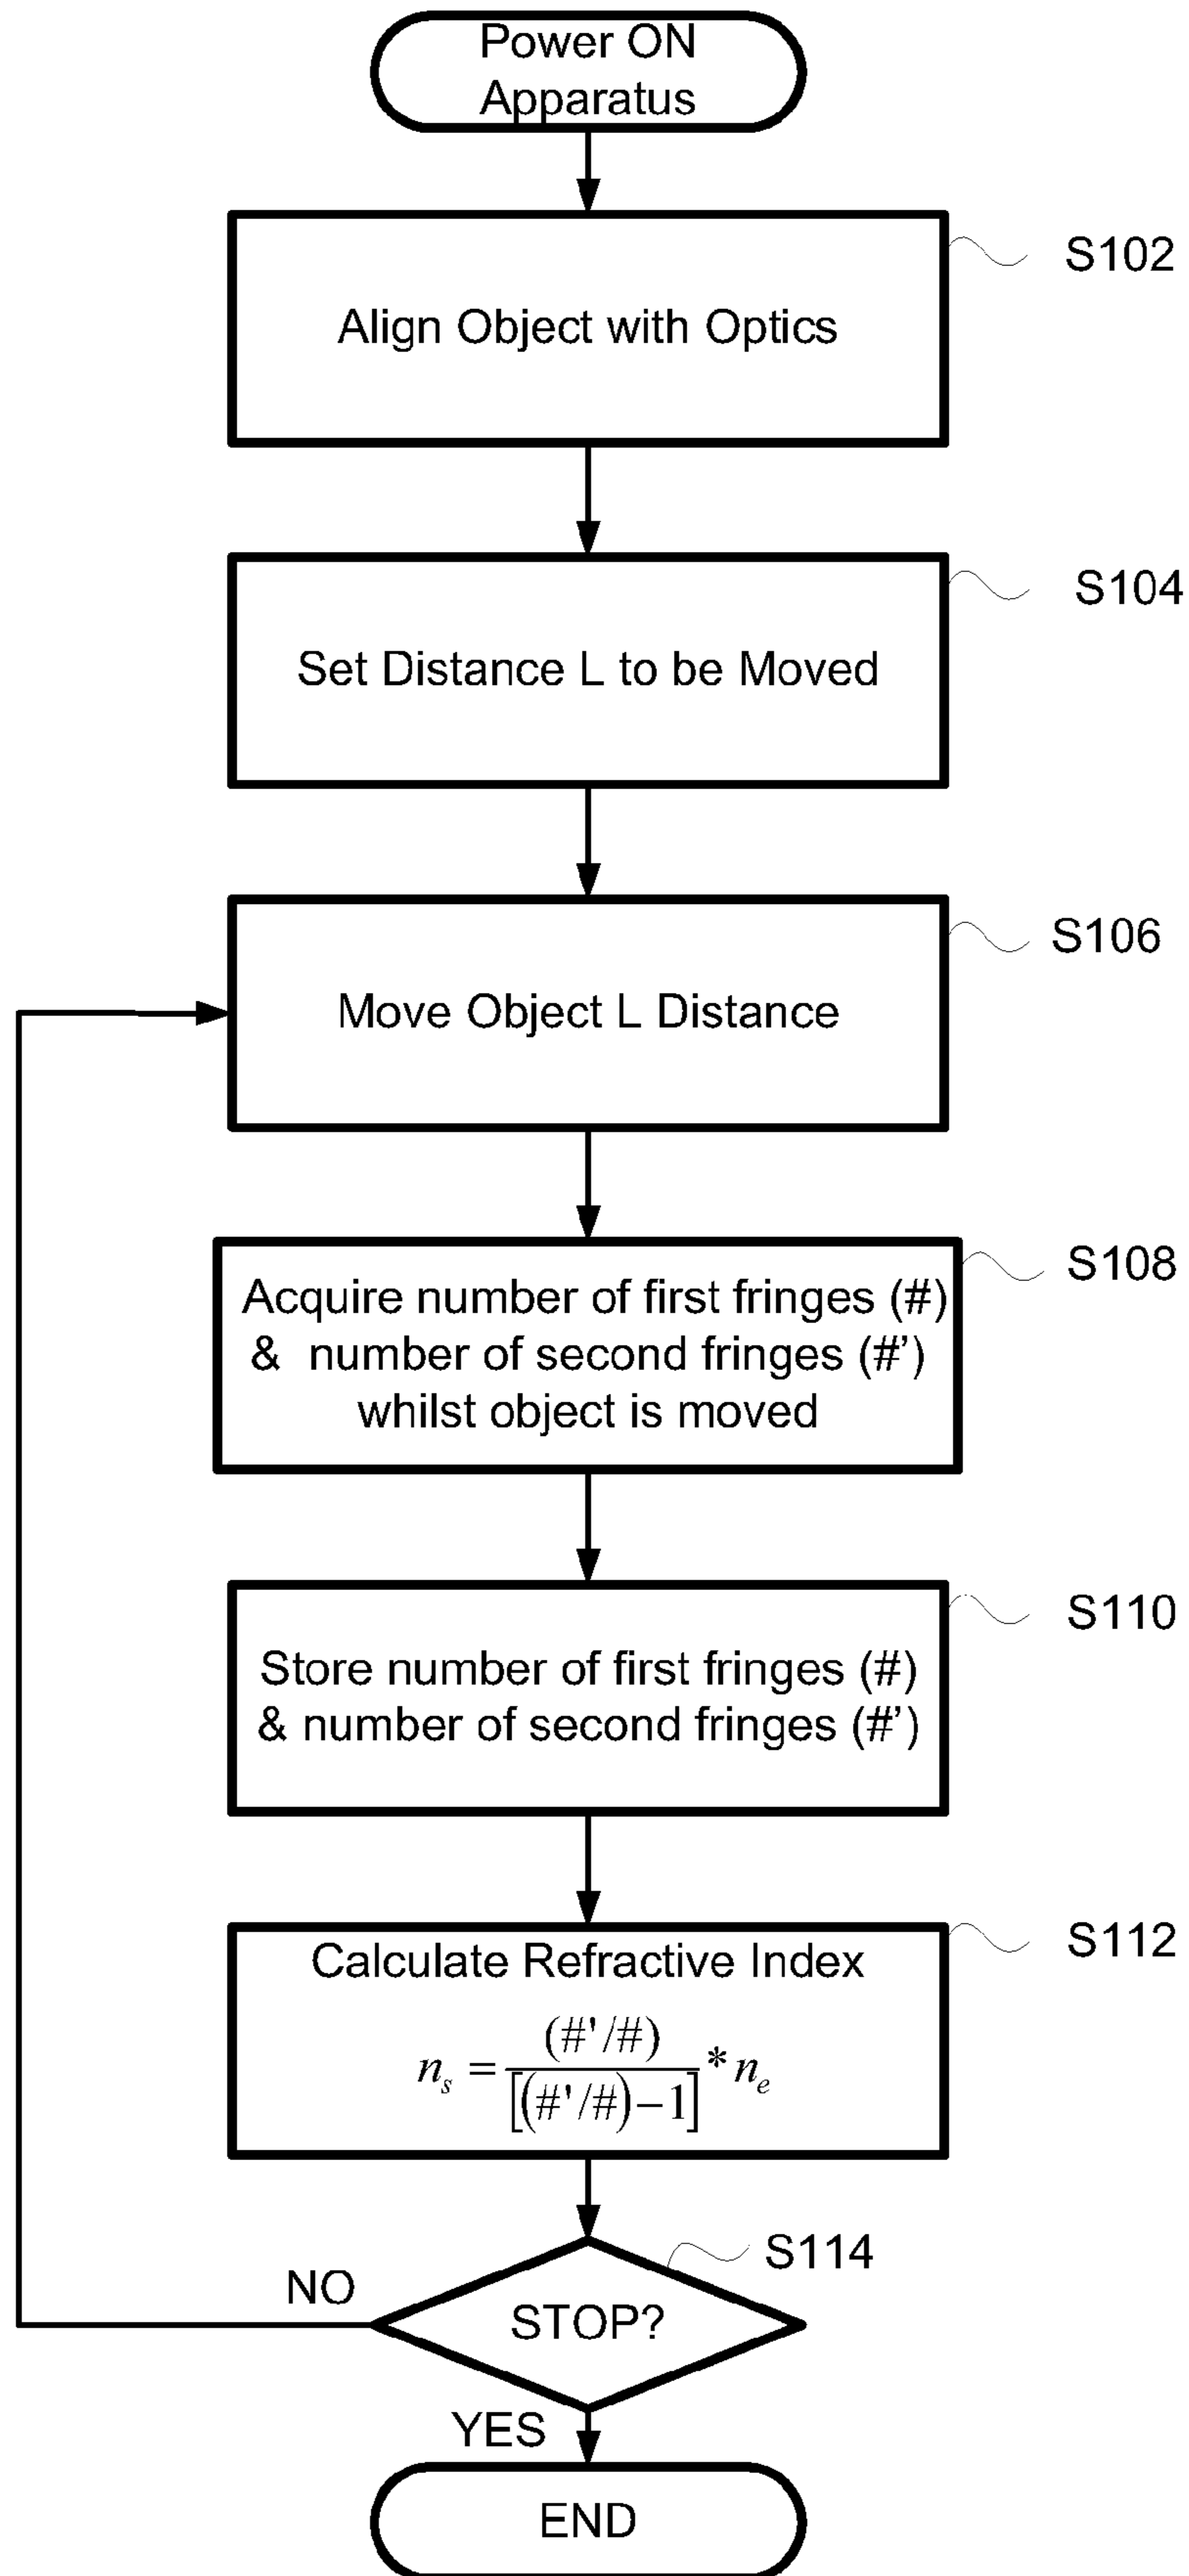 Power ON
Apparatus
S102
Align Object with Optics
S104
Set Distance L to be Moved
S106
Move Object L Distance
S108
Acquire number of first fringes (#)
& number of second fringes (#')
whilst object is moved
S110
Store number of first fringes (#)
& number of second fringes (#')
S112
Calculate Refractive Index
n_s = (#'/#) / [(#'/#)−1] * n_e
S114
NO
STOP?
YES
END